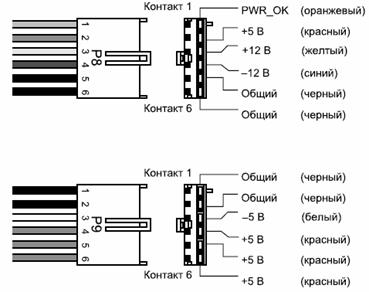 Контакт 1
PWR_OK (оранжевый)
1
2
3
4
5
6
P8
+5 В (красный)
+12 В (желтый)
–12 В (синий)
Общий (черный)
Контакт 6
Общий (черный)
Контакт 1
Общий (черный)
1
2
3
4
5
6
P9
Общий (черный)
–5 В (белый)
+5 В (красный)
+5 В (красный)
Контакт 6
+5 В (красный)